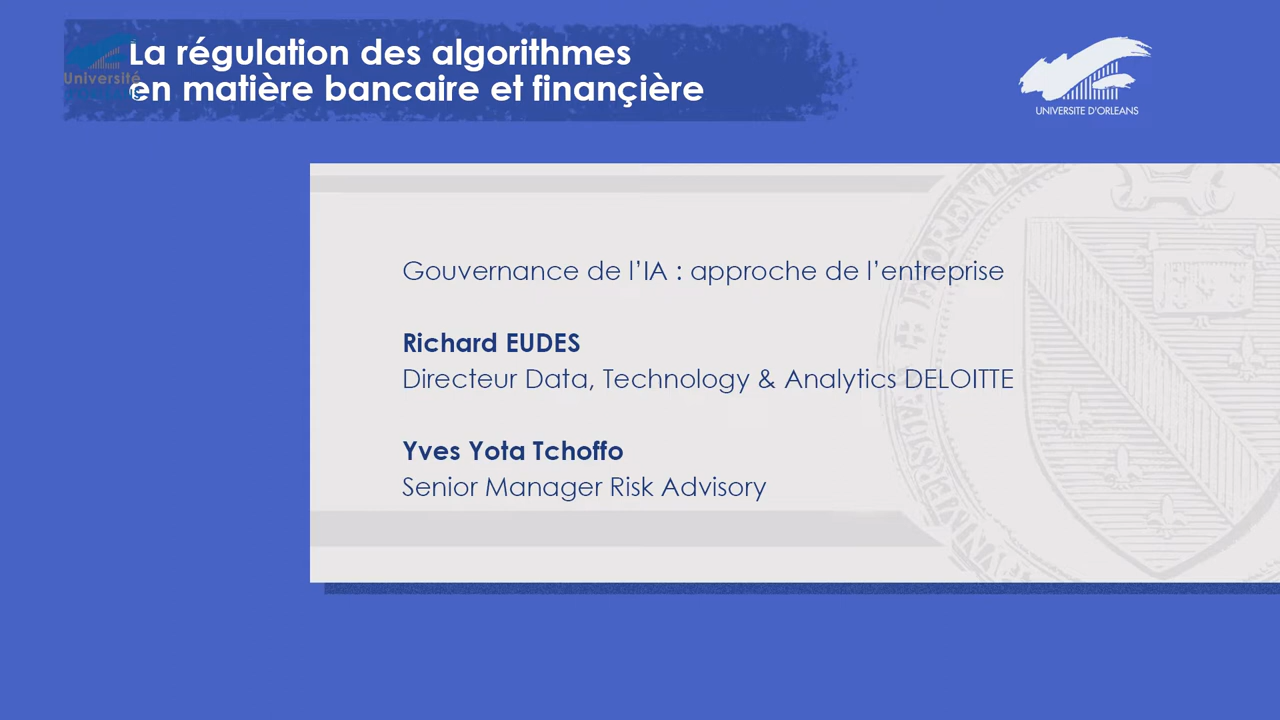 La régulation des algorithmes
en matière bancaire et finançière
Université
UNIVERSITE D'ORLEANS
Gouvernance de l'IA : approche de l'entreprise
Richard EUDES
Directeur Data, Technology & Analytics DELOITTE
Yves Yota Tchoffo
Senior Manager Risk Advisory